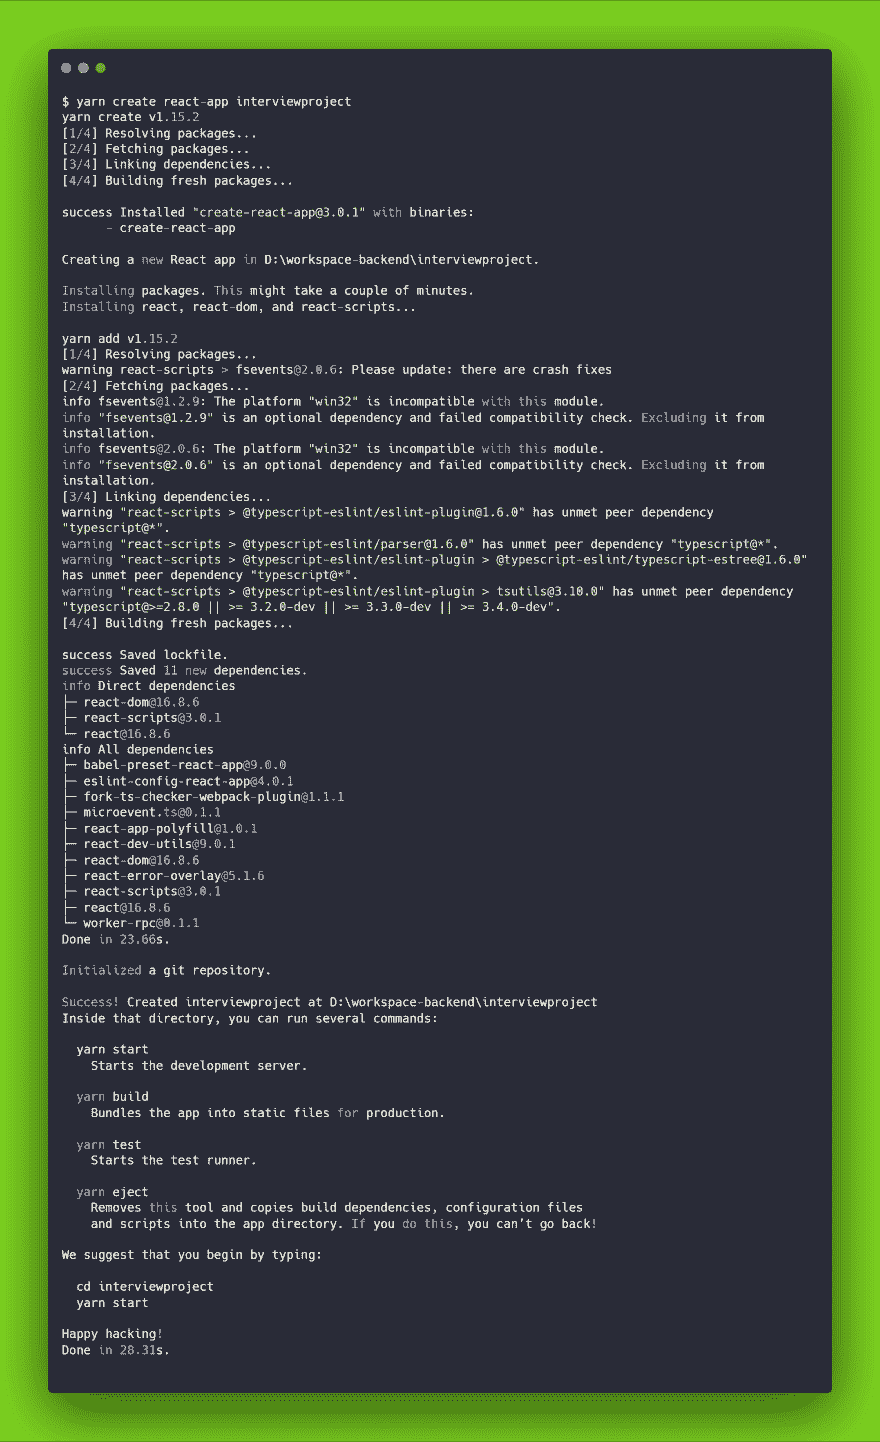 $ yarn create react-app interviewproject
yarn create v1.15.2
[1/4] Resolving packages...
[2/4] Fetching packages...
[3/4] Linking dependencies...
[4/4] Building fresh packages...
success Installed "create-react-app@3.0.1" with binaries:
- create-react-app
Creating a new React app in D:\workspace-backend\interviewproject.
Installing packages. This might take a couple of minutes.
Installing react, react-dom, and react-scripts...
yarn add v1.15.2
[1/4] Resolving packages...
warning react-scripts > fsevents@2.0.6: Please update: there are crash fixes
[2/4] Fetching packages...
info fsevents@1.2.9: The platform "win32" is incompatible with this module.
info "fsevents@1.2.9" is an optional dependency and failed compatibility check. Excluding it from
installation.
info fsevents@2.0.6: The platform "win32" is incompatible with this module.
info "fsevents@2.0.6" is an optional dependency and failed compatibility check. Excluding it from
installation.
[3/4] Linking dependencies...
warning "react-scripts > @typescript-eslint/eslint-plugin@1.6.0" has unmet peer dependency
"typescript@*".
warning "react-scripts > @typescript-eslint/parser@1.6.0" has unmet peer dependency "typescript@*".
warning "react-scripts > @typescript-eslint/eslint-plugin > @typescript-eslint/typescript-estree@1.6.0"
has unmet peer dependency "typescript@*".
warning "react-scripts > @typescript-eslint/eslint-plugin > tsutils@3.10.0" has unmet peer dependency
"typescript@>=2.8.0 || >= 3.2.0-dev || >= 3.3.0-dev || >= 3.4.0-dev".
[4/4] Building fresh packages...
success Saved lockfile.
success Saved 11 new dependencies.
info Direct dependencies
├─ react-dom@16.8.6
├─ react-scripts@3.0.1
└─ react@16.8.6
info All dependencies
├─ babel-preset-react-app@9.0.0
├─ eslint-config-react-app@4.0.1
├─ fork-ts-checker-webpack-plugin@1.1.1
├─ microevent.ts@0.1.1
├─ react-app-polyfill@1.0.1
├─ react-dev-utils@9.0.1
├─ react-dom@16.8.6
├─ react-error-overlay@5.1.6
├─ react-scripts@3.0.1
├─ react@16.8.6
└─ worker-rpc@0.1.1
Done in 23.66s.
Initialized a git repository.
Success! Created interviewproject at D:\workspace-backend\interviewproject
Inside that directory, you can run several commands:
yarn start
Starts the development server.
yarn build
Bundles the app into static files for production.
yarn test
Starts the test runner.
yarn eject
Removes this tool and copies build dependencies, configuration files
and scripts into the app directory. If you do this, you can’t go back!
We suggest that you begin by typing:
cd interviewproject
yarn start
Happy hacking!
Done in 28.31s.